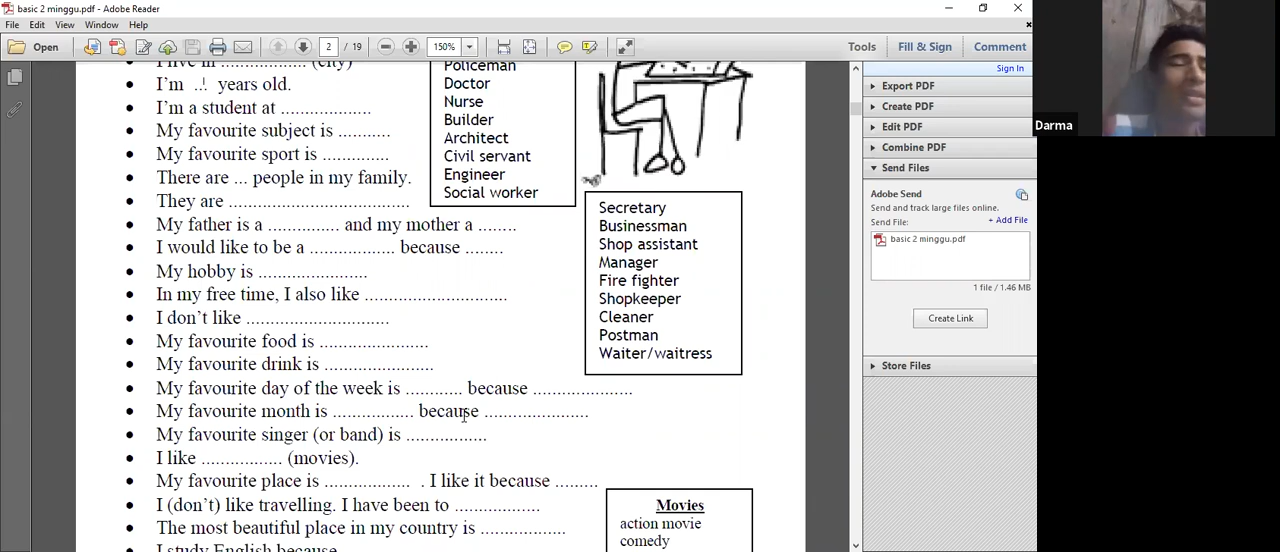 basic 2 minggu.pdf - Adobe Reader
File Edit View Window Help
Open 2 / 19 150% Tools Fill & Sign Comment
I live in ................. (city)
I'm ... years old.
I'm a student at ..................
My favourite subject is ...........
My favourite sport is ..............
There are ... people in my family.
They are ....................................
My father is a .............. and my mother a ........
I would like to be a ................. because ........
My hobby is ......................
In my free time, I also like ............................
I don't like ............................
My favourite food is ......................
My favourite drink is ......................
My favourite day of the week is ............ because ....................
My favourite month is ................ because .....................
My favourite singer (or band) is ................
I like ................ (movies).
My favourite place is ................. . I like it because .........
I (don't) like travelling. I have been to .................
The most beautiful place in my country is .................
I study English because
Policeman
Doctor
Nurse
Builder
Architect
Civil servant
Engineer
Social worker
Secretary
Businessman
Shop assistant
Manager
Fire fighter
Shopkeeper
Cleaner
Postman
Waiter/waitress
Movies
action movie
comedy
Sign In
Export PDF
Create PDF
Edit PDF
Combine PDF
Send Files
Adobe Send
Send and track large files online.
Send File: + Add File
basic 2 minggu.pdf
1 file / 1.46 MB
Create Link
Store Files
Darma